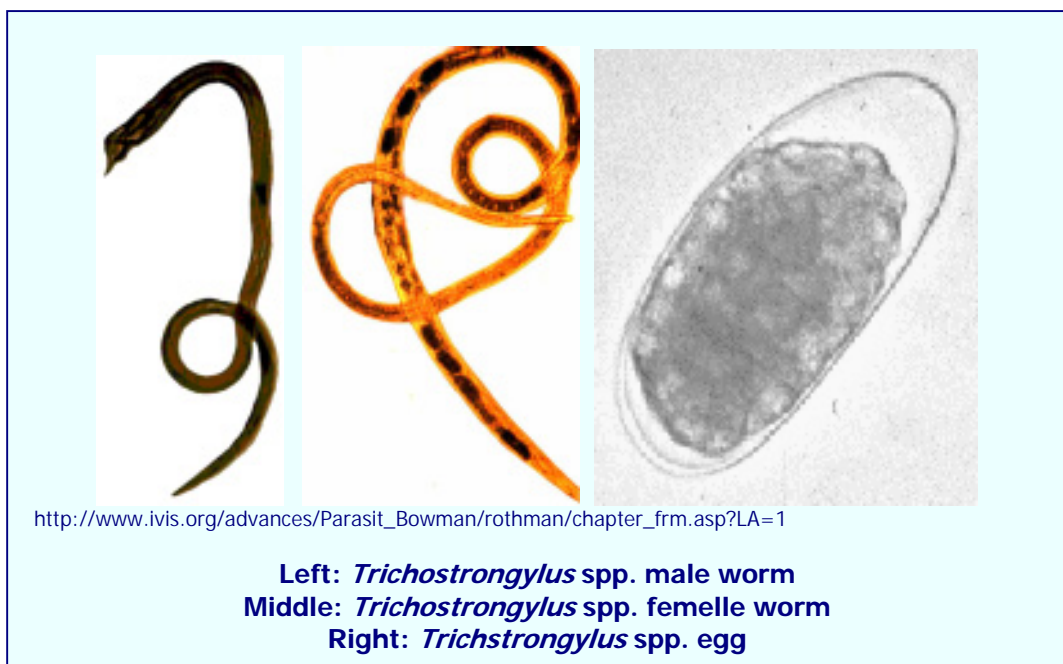 http://www.ivis.org/advances/Parasit_Bowman/rothman/chapter_frm.asp?LA=1
Left: Trichostrongylus spp. male worm
Middle: Trichostrongylus spp. femelle worm
Right: Trichstrongylus spp. egg